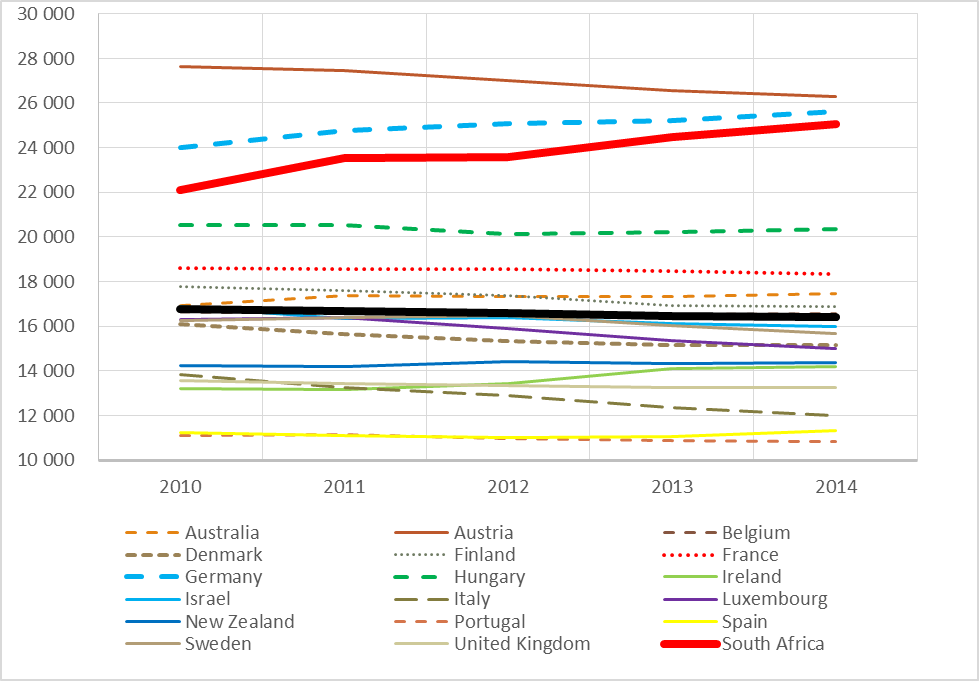 30 000
28 000
26 000
24 000
22 000
20 000
18 000
16 000
14 000
12 000
10 000
2010 2011 2012 2013 2014
Australia Austria Belgium
Denmark Finland France
Germany Hungary Ireland
Israel Italy Luxembourg
New Zealand Portugal Spain
Sweden United Kingdom South Africa